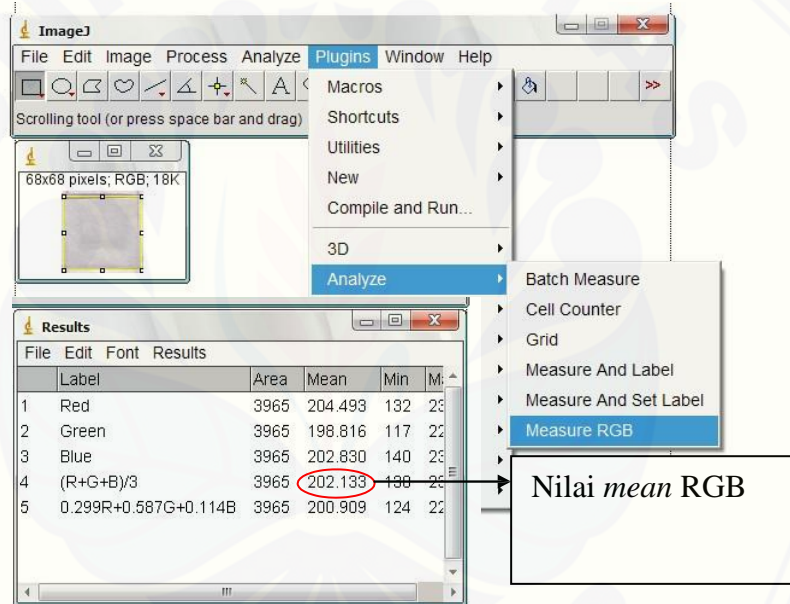 ImageJ
File Edit Image Process Analyze Plugins Window Help
A
>>
Scrolling tool (or press space bar and drag)
Macros
Shortcuts
Utilities
New
Compile and Run...
3D
Analyze
68x68 pixels; RGB; 18K
Batch Measure
Cell Counter
Grid
Measure And Label
Measure And Set Label
Measure RGB
Results
File Edit Font Results
Label Area Mean Min
1 Red 3965 204.493 132
2 Green 3965 198.816 117
3 Blue 3965 202.830 140
4 (R+G+B)/3 3965 202.133
5 0.299R+0.587G+0.114B 3965 200.909 124
Nilai mean RGB